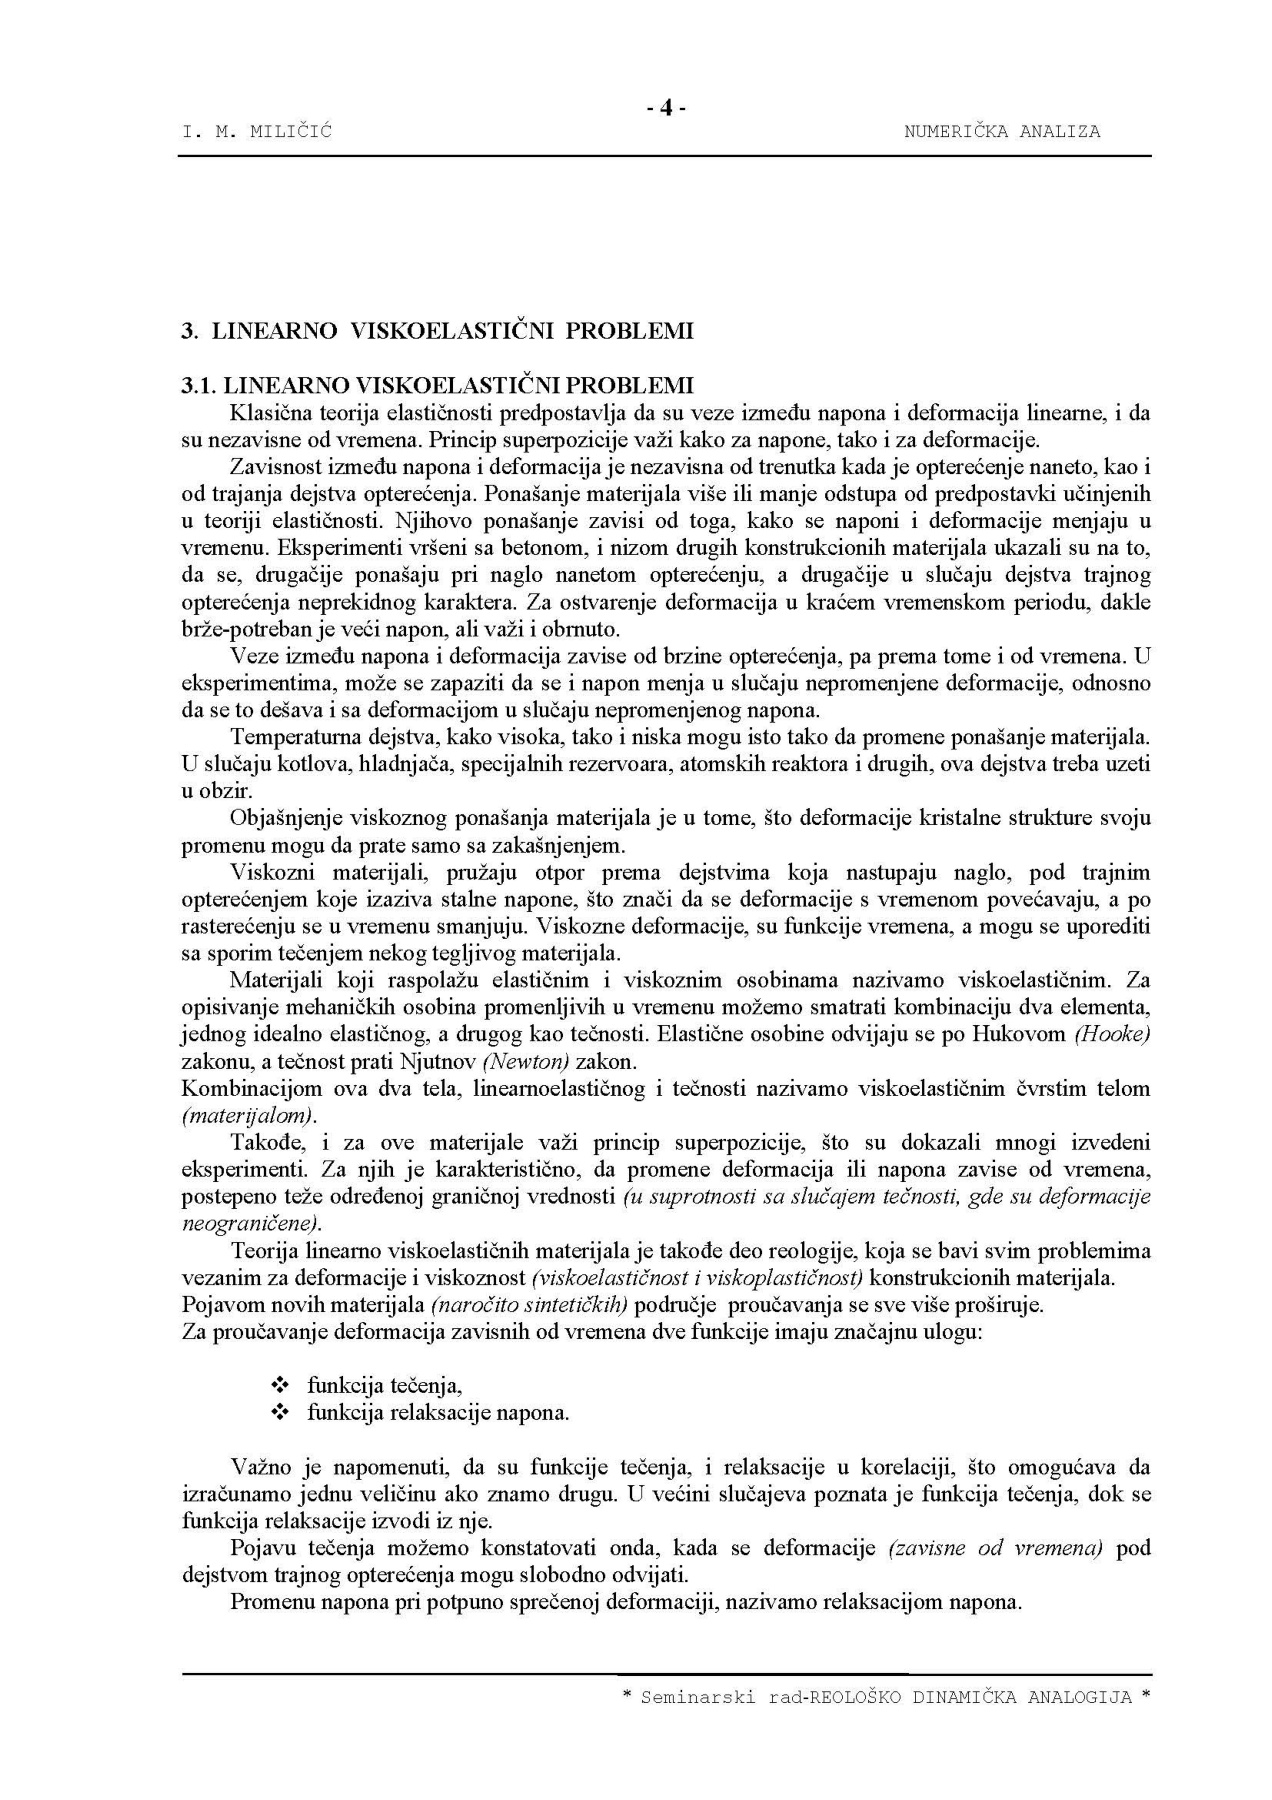 - 4 -
I. M. MILIČIĆ NUMERIČKA ANALIZA
3. LINEARNO VISKOELASTIČNI PROBLEMI
3.1. LINEARNO VISKOELASTIČNI PROBLEMI
Klasična teorija elastičnosti predpostavlja da su veze između napona i deformacija linearne, i da
su nezavisne od vremena. Princip superpozicije važi kako za napone, tako i za deformacije.
Zavisnost između napona i deformacija je nezavisna od trenutka kada je opterećenje naneto, kao i
od trajanja dejstva opterećenja. Ponašanje materijala više ili manje odstupa od predpostavki učinjenih
u teoriji elastičnosti. Njihovo ponašanje zavisi od toga, kako se naponi i deformacije menjaju u
vremenu. Eksperimenti vršeni sa betonom, i nizom drugih konstrukcionih materijala ukazali su na to,
da se, drugačije ponašaju pri naglo nanetom opterećenju, a drugačije u slučaju dejstva trajnog
opterećenja neprekidnog karaktera. Za ostvarenje deformacija u kraćem vremenskom periodu, dakle
brže-potreban je veći napon, ali važi i obrnuto.
Veze između napona i deformacija zavise od brzine opterećenja, pa prema tome i od vremena. U
eksperimentima, može se zapaziti da se i napon menja u slučaju nepromenjene deformacije, odnosno
da se to dešava i sa deformacijom u slučaju nepromenjenog napona.
Temperaturna dejstva, kako visoka, tako i niska mogu isto tako da promene ponašanje materijala.
U slučaju kotlova, hladnjača, specijalnih rezervoara, atomskih reaktora i drugih, ova dejstva treba uzeti
u obzir.
Objašnjenje viskoznog ponašanja materijala je u tome, što deformacije kristalne strukture svoju
promenu mogu da prate samo sa zakašnjenjem.
Viskozni materijali, pružaju otpor prema dejstvima koja nastupaju naglo, pod trajnim
opterećenjem koje izaziva stalne napone, što znači da se deformacije s vremenom povećavaju, a po
rasterećenju se u vremenu smanjuju. Viskozne deformacije, su funkcije vremena, a mogu se uporediti
sa sporim tečenjem nekog tegljivog materijala.
Materijali koji raspolažu elastičnim i viskoznim osobinama nazivamo viskoelastičnim. Za
opisivanje mehaničkih osobina promenljivih u vremenu možemo smatrati kombinaciju dva elementa,
jednog idealno elastičnog, a drugog kao tečnosti. Elastične osobine odvijaju se po Hukovom (Hooke)
zakonu, a tečnost prati Njutnov (Newton) zakon.
Kombinacijom ova dva tela, linearnoelastičnog i tečnosti nazivamo viskoelastičnim čvrstim telom
(materijalom).
Takođe, i za ove materijale važi princip superpozicije, što su dokazali mnogi izvedeni
eksperimenti. Za njih je karakteristično, da promene deformacija ili napona zavise od vremena,
postepeno teže određenoj graničnoj vrednosti (u suprotnosti sa slučajem tečnosti, gde su deformacije
neograničene).
Teorija linearno viskoelastičnih materijala je takođe deo reologije, koja se bavi svim problemima
vezanim za deformacije i viskoznost (viskoelastičnost i viskoplastičnost) konstrukcionih materijala.
Pojavom novih materijala (naročito sintetičkih) područje proučavanja se sve više proširuje.
Za proučavanje deformacija zavisnih od vremena dve funkcije imaju značajnu ulogu:
❖ funkcija tečenja,
❖ funkcija relaksacije napona.
Važno je napomenuti, da su funkcije tečenja, i relaksacije u korelaciji, što omogućava da
izračunamo jednu veličinu ako znamo drugu. U većini slučajeva poznata je funkcija tečenja, dok se
funkcija relaksacije izvodi iz nje.
Pojavu tečenja možemo konstatovati onda, kada se deformacije (zavisne od vremena) pod
dejstvom trajnog opterećenja mogu slobodno odvijati.
Promenu napona pri potpuno sprečenoj deformaciji, nazivamo relaksacijom napona.
* Seminarski rad-REOLOŠKO DINAMIČKA ANALOGIJA *